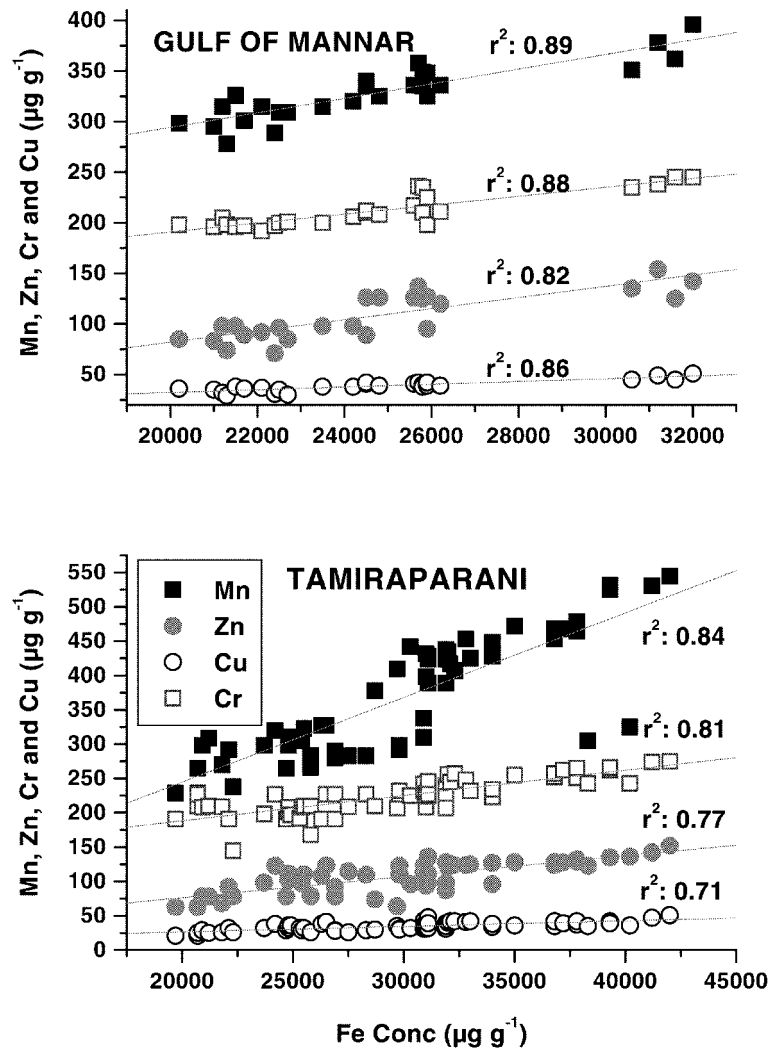 GULF OF MANNAR
r²: 0.89
r²: 0.88
r²: 0.82
r²: 0.86
Mn, Zn, Cr and Cu (µg g⁻¹)
400
350
300
250
200
150
100
50
20000 22000 24000 26000 28000 30000 32000
TAMIRAPARANI
Mn
Zn
Cu
Cr
r²: 0.84
r²: 0.81
r²: 0.77
r²: 0.71
Mn, Zn, Cr and Cu (µg g⁻¹)
550
500
450
400
350
300
250
200
150
100
50
0
20000 25000 30000 35000 40000 45000
Fe Conc (µg g⁻¹)